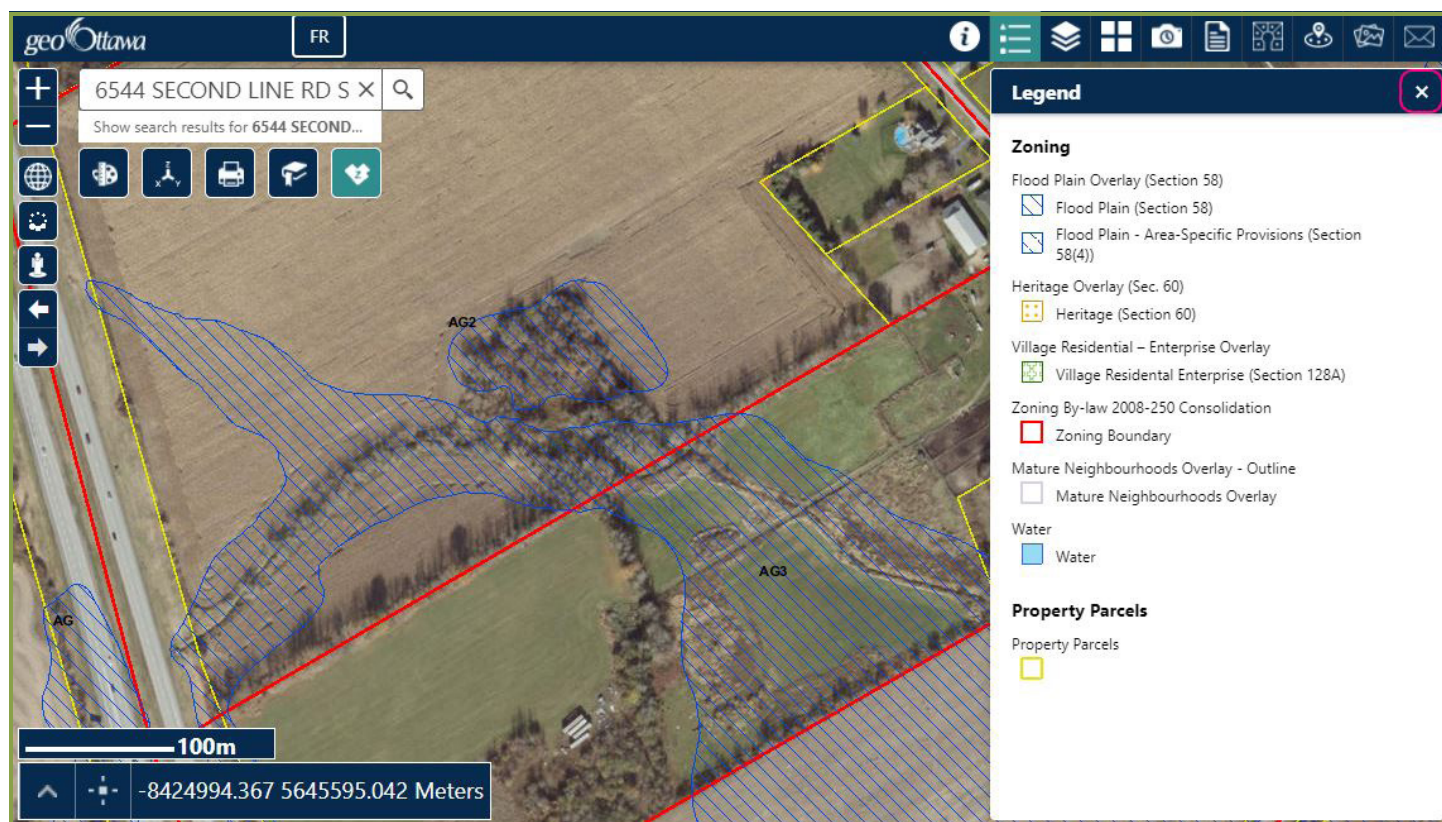 geoOttawa
FR
6544 SECOND LINE RD S
Show search results for 6544 SECOND...
AG2
AG3
AG
100m
-8424994.367 5645595.042 Meters
Legend
Zoning
Flood Plain Overlay (Section 58)
Flood Plain (Section 58)
Flood Plain - Area-Specific Provisions (Section
58(4))
Heritage Overlay (Sec. 60)
Heritage (Section 60)
Village Residential – Enterprise Overlay
Village Residental Enterprise (Section 128A)
Zoning By-law 2008-250 Consolidation
Zoning Boundary
Mature Neighbourhoods Overlay - Outline
Mature Neighbourhoods Overlay
Water
Water
Property Parcels
Property Parcels